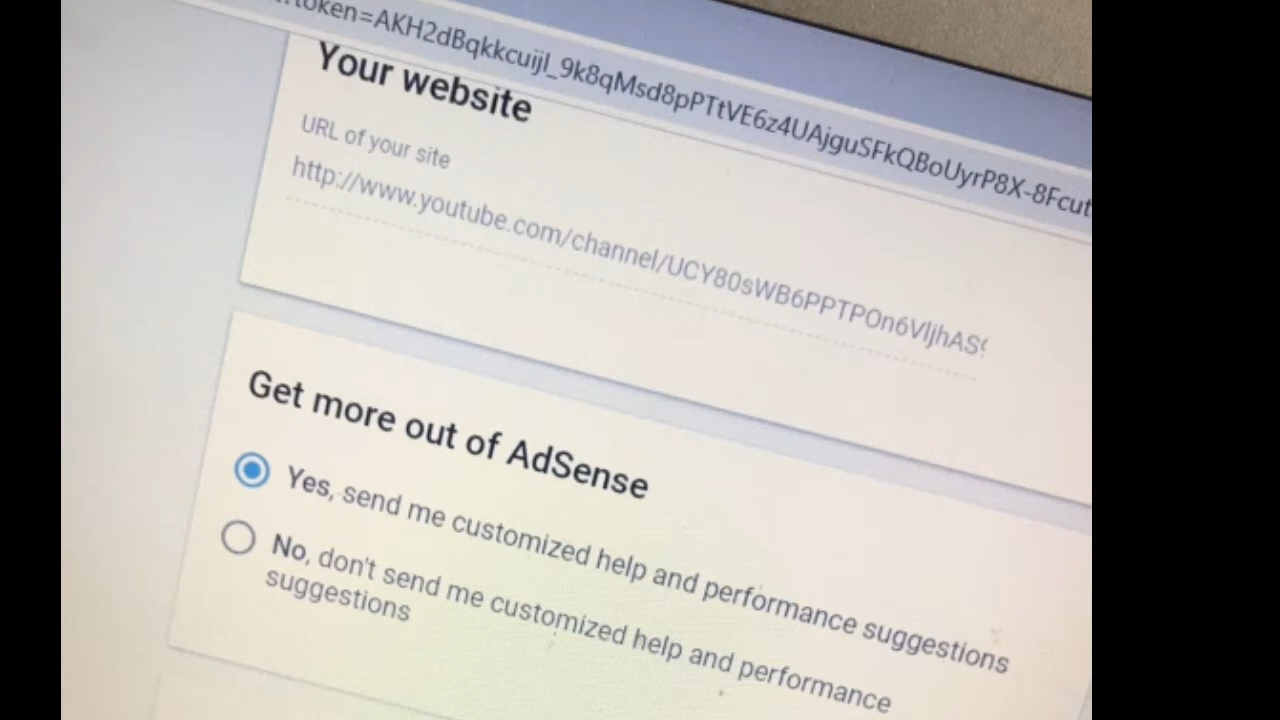 token=AKH2dBqkkcuijl_9k8qMsd8pPTtVE6z4UAjguSFkQBoUyrP8X-8Fcut
Your website
URL of your site
http://www.youtube.com/channel/UCY80sWB6PPTPOn6VljhAS9
Get more out of AdSense
Yes, send me customized help and performance suggestions
No, don't send me customized help and performance
suggestions